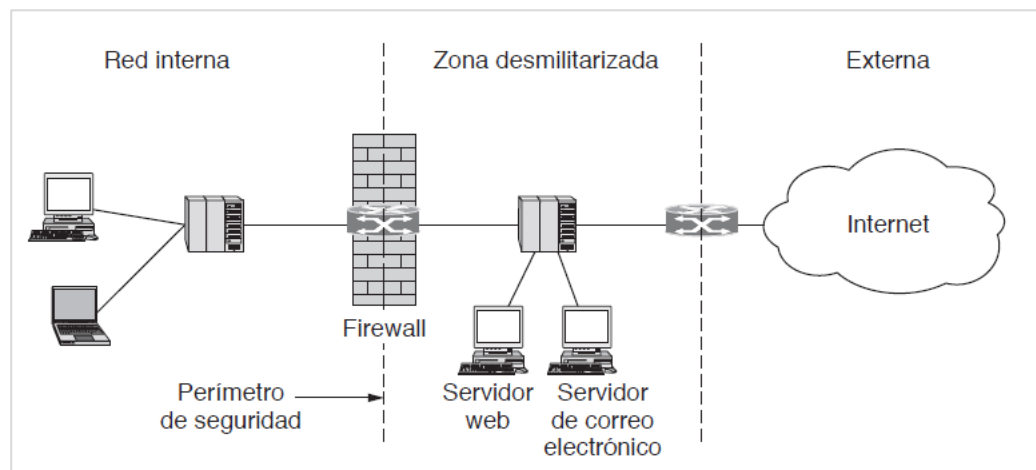 Red interna
Zona desmilitarizada
Externa
Internet
Firewall
Perímetro
de seguridad
Servidor
web
Servidor
de correo
electrónico